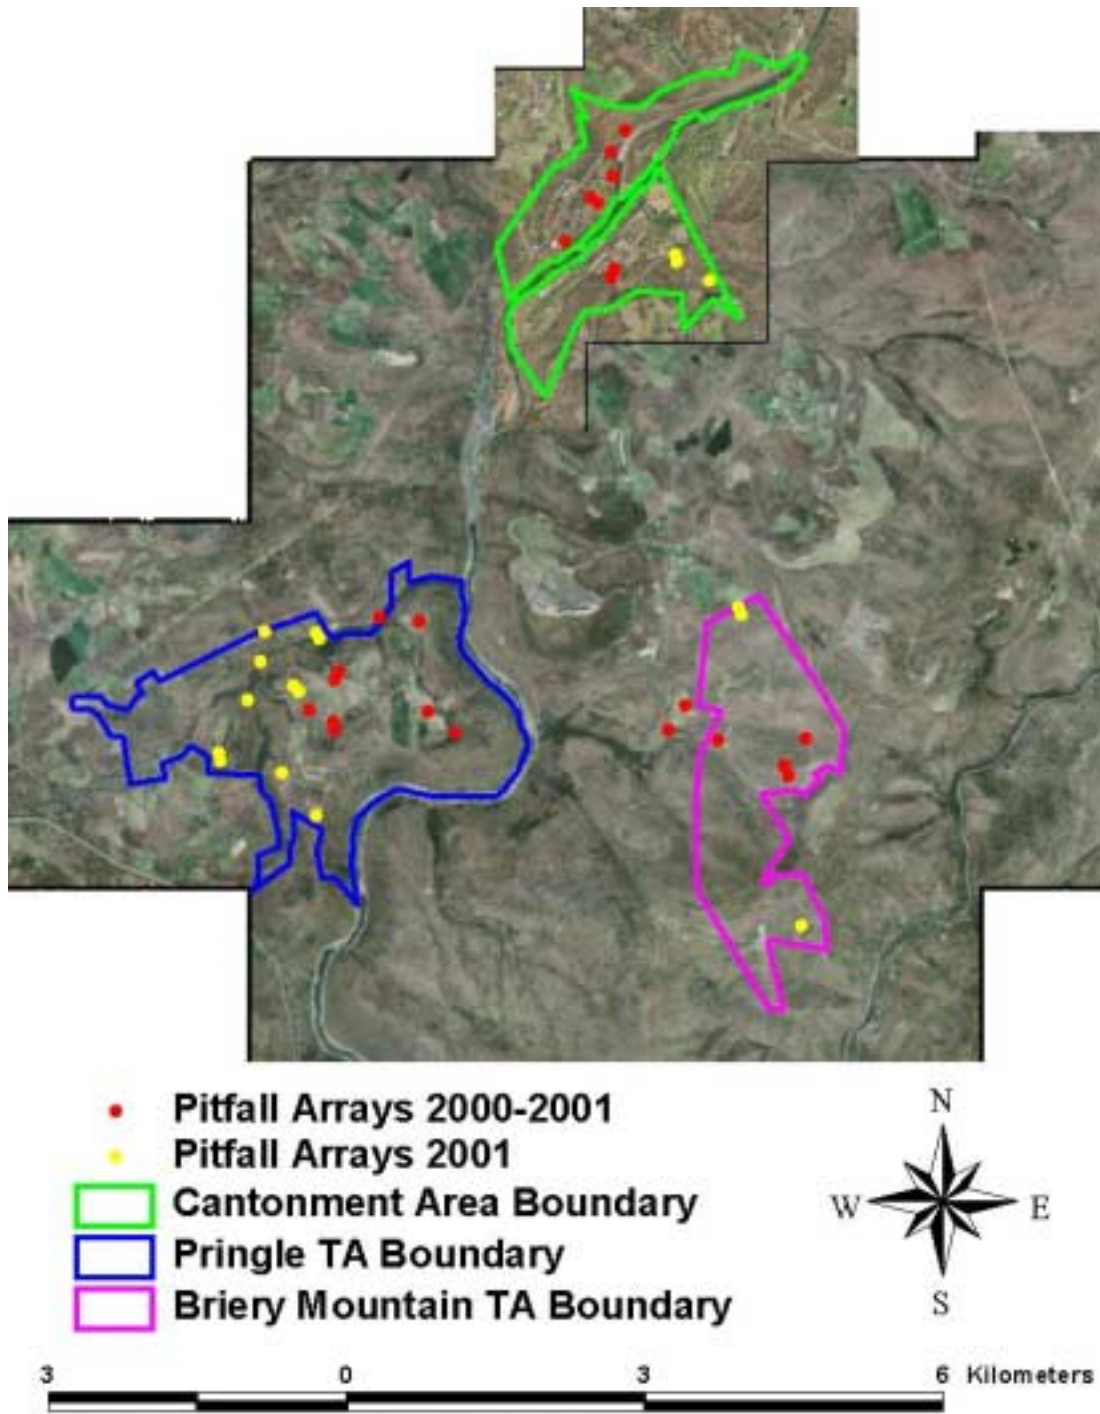 Pitfall Arrays 2000-2001
Pitfall Arrays 2001
Cantonment Area Boundary
Pringle TA Boundary
Briery Mountain TA Boundary
N
W E
S
3 0 3 6 Kilometers